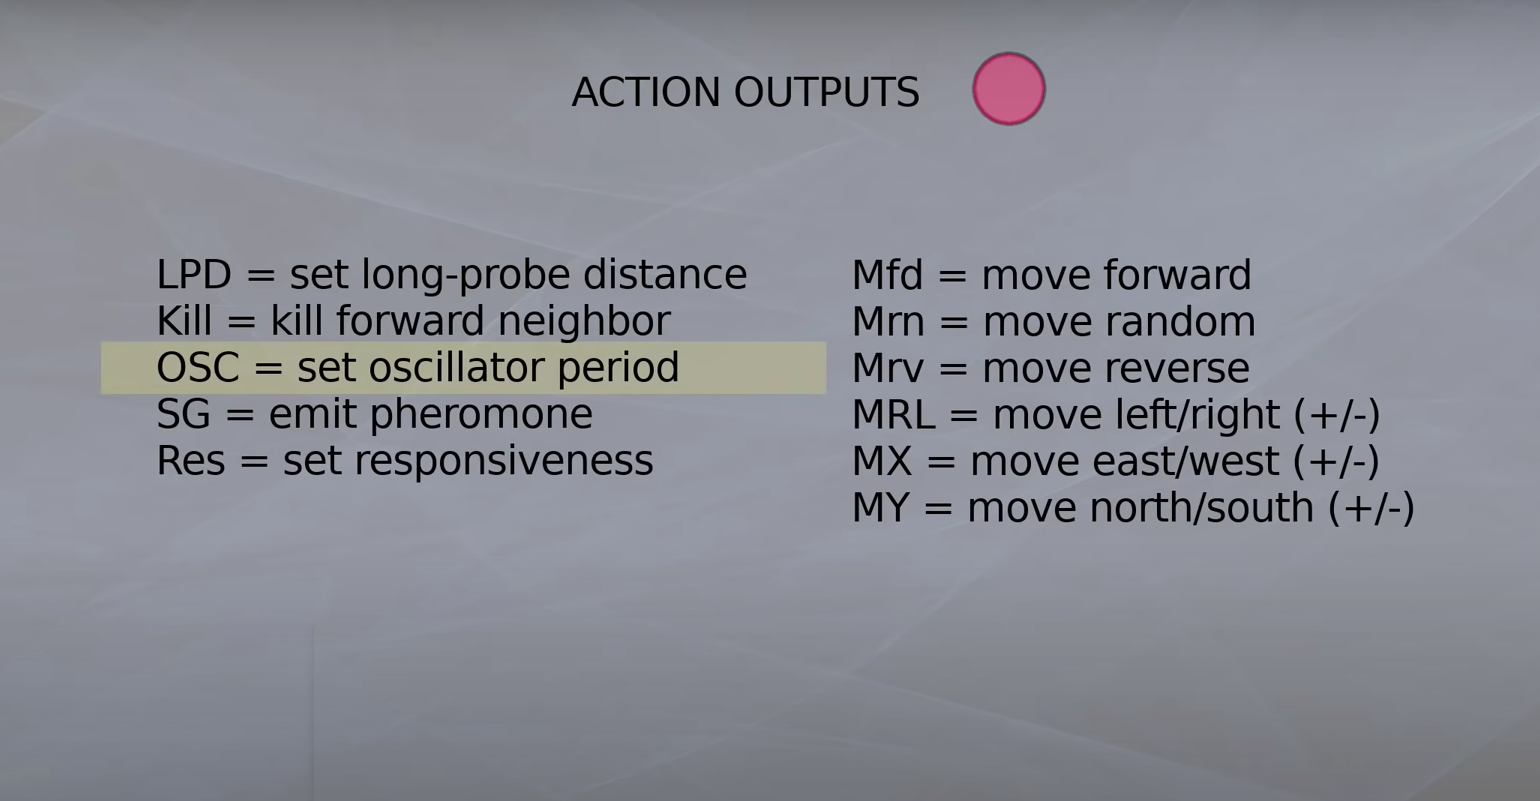 ACTION OUTPUTS
LPD = set long-probe distance
Kill = kill forward neighbor
OSC = set oscillator period
SG = emit pheromone
Res = set responsiveness
Mfd = move forward
Mrn = move random
Mrv = move reverse
MRL = move left/right (+/-)
MX = move east/west (+/-)
MY = move north/south (+/-)